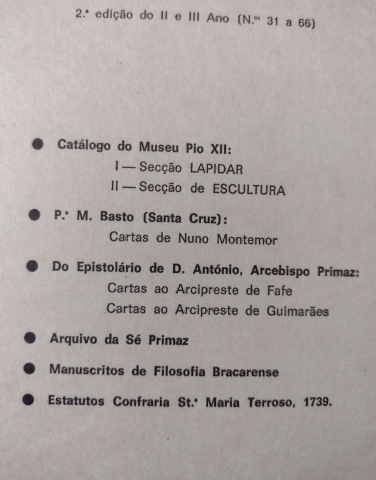 2.ª edição do II e III Ano (N.os 31 a 66)
● Catálogo do Museu Pio XII:
I — Secção LAPIDAR
II — Secção de ESCULTURA
● P.e M. Basto (Santa Cruz):
Cartas de Nuno Montemor
● Do Epistolário de D. António, Arcebispo Primaz:
Cartas ao Arcipreste de Fafe
Cartas ao Arcipreste de Guimarães
● Arquivo da Sé Primaz
● Manuscritos de Filosofia Bracarense
● Estatutos Confraria St.ª Maria Terroso, 1739.